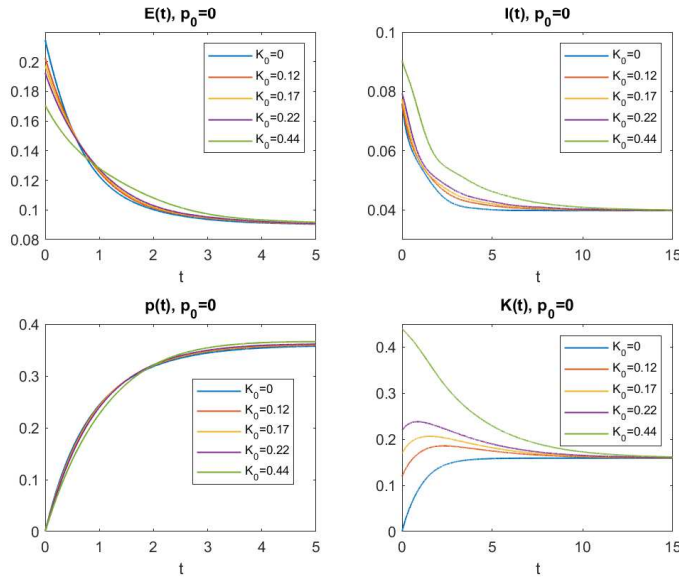 E(t), p₀=0
0.2
0.18
0.16
0.14
0.12
0.1
0.08
0
1
2
3
4
5
t
K₀=0
K₀=0.12
K₀=0.17
K₀=0.22
K₀=0.44
I(t), p₀=0
0.1
0.08
0.06
0.04
0
5
10
15
t
K₀=0
K₀=0.12
K₀=0.17
K₀=0.22
K₀=0.44
p(t), p₀=0
0.4
0.3
0.2
0.1
0
0
1
2
3
4
5
t
K₀=0
K₀=0.12
K₀=0.17
K₀=0.22
K₀=0.44
K(t), p₀=0
0.4
0.3
0.2
0.1
0
0
5
10
15
t
K₀=0
K₀=0.12
K₀=0.17
K₀=0.22
K₀=0.44